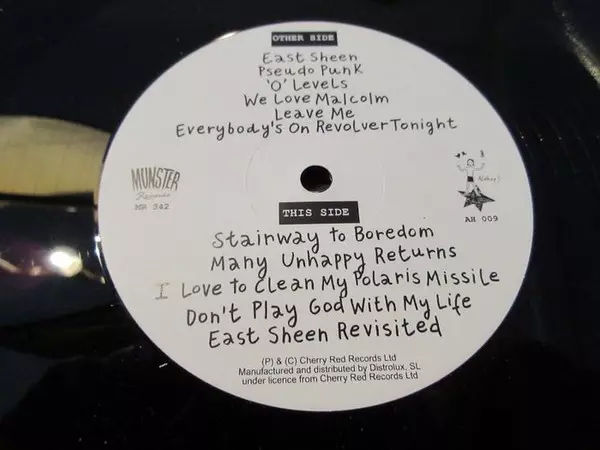 OTHER SIDE
East Sheen
Pseudo Punk
'O' Levels
We Love Malcolm
Leave Me
Everybody's On Revolver Tonight
MUNSTER
Records
MR 342
AH 009
THIS SIDE
Stairway to Boredom
Many Unhappy Returns
I Love to Clean My Polaris Missile
Don't Play God With My Life
East Sheen Revisited
(P) & (C) Cherry Red Records Ltd
Manufactured and distributed by Distrolux, SL
under licence from Cherry Red Records Ltd